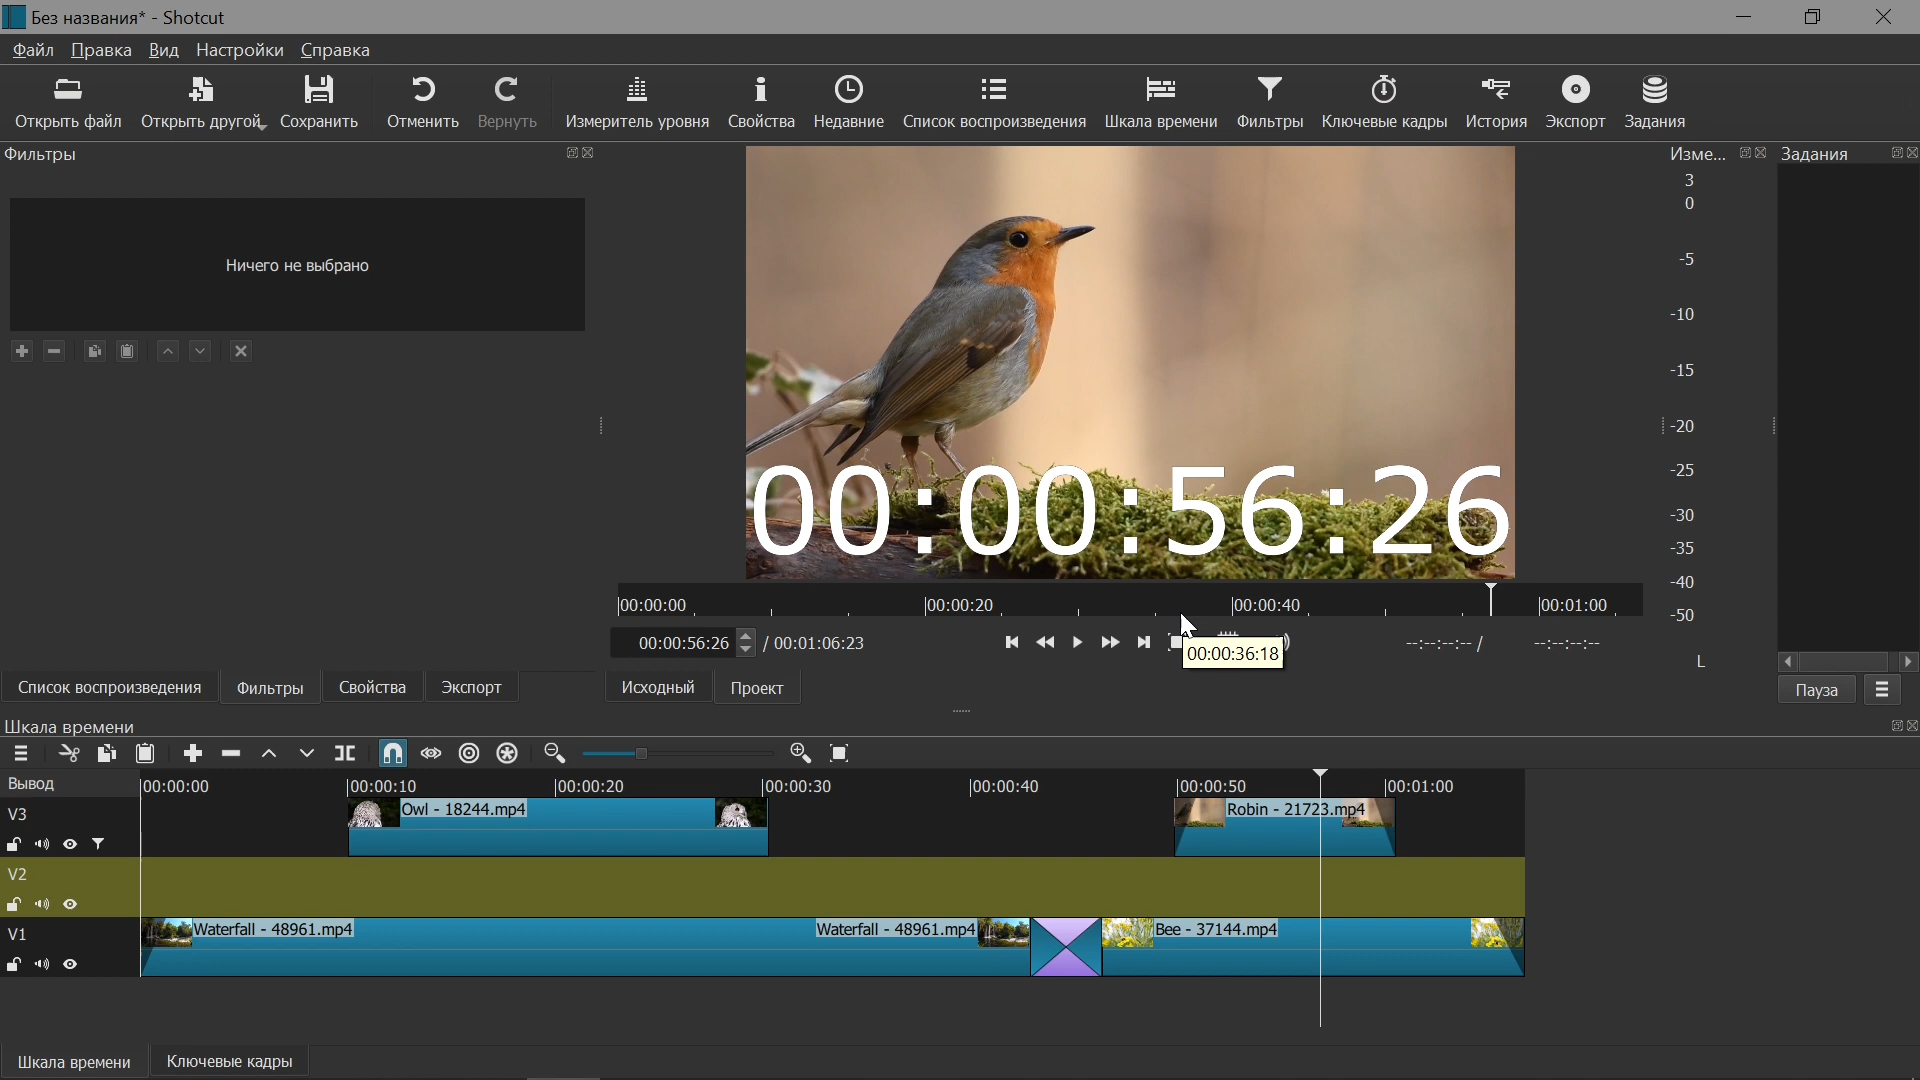 Без названия* - Shotcut
Файл Правка Вид Настройки Справка
Открыть файл Открыть другой Сохранить Отменить Вернуть Измеритель уровня Свойства Недавние Список воспроизведения Шкала времени Фильтры Ключевые кадры История Экспорт Задания
Фильтры
Ничего не выбрано
00:00:56:26
00:00:00 00:00:20 00:00:40 00:01:00
00:00:56:26 / 00:01:06:23
--:--:--:-- / --:--:--:--
00:00:36:18
Изме...
3
0
-5
-10
-15
-20
-25
-30
-35
-40
-50
L
Задания
Пауза
Список воспроизведения Фильтры Свойства Экспорт
Исходный Проект
Шкала времени
Вывод
00:00:00 00:00:10 00:00:20 00:00:30 00:00:40 00:00:50 00:01:00
V3
Owl - 18244.mp4 Robin - 21723.mp4
V2
V1
Waterfall - 48961.mp4 Waterfall - 48961.mp4 Bee - 37144.mp4
Шкала времени Ключевые кадры